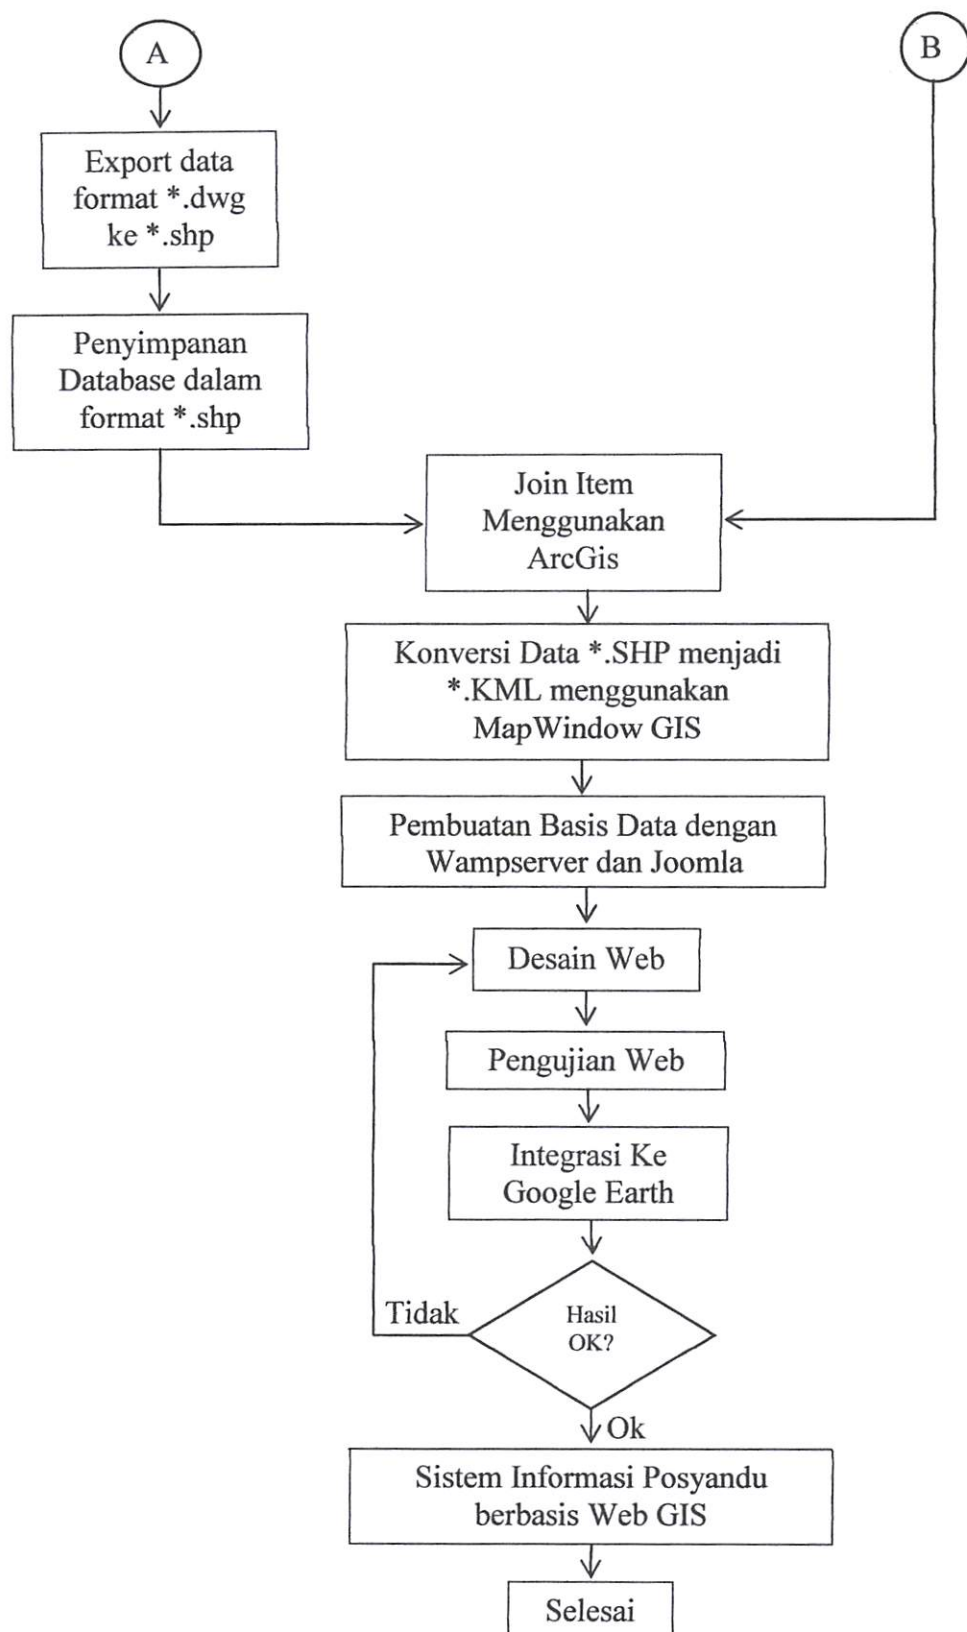 A
B
Export data
format *.dwg
ke *.shp
Penyimpanan
Database dalam
format *.shp
Join Item
Menggunakan
ArcGis
Konversi Data *.SHP menjadi
*.KML menggunakan
MapWindow GIS
Pembuatan Basis Data dengan
Wampserver dan Joomla
Desain Web
Pengujian Web
Integrasi Ke
Google Earth
Tidak
Hasil
OK?
Ok
Sistem Informasi Posyandu
berbasis Web GIS
Selesai